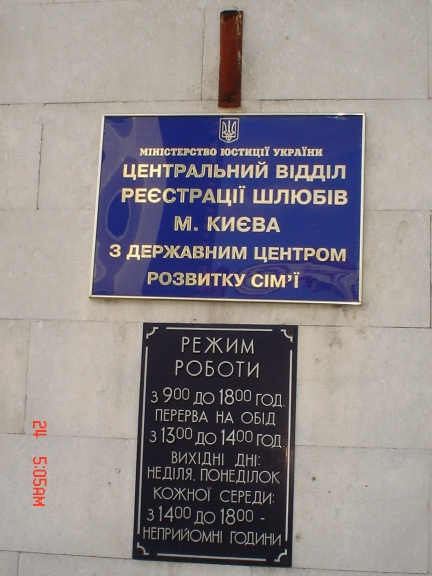 МІНІСТЕРСТВО ЮСТИЦІЇ УКРАЇНИ
ЦЕНТРАЛЬНИЙ ВІДДІЛ
РЕЄСТРАЦІЇ ШЛЮБІВ
М. КИЄВА
З ДЕРЖАВНИМ ЦЕНТРОМ
РОЗВИТКУ СІМ'Ї
РЕЖИМ
РОБОТИ
З 900 ДО 1800 ГОД.
ПЕРЕРВА НА ОБІД
З 1300 ДО 1400 ГОД.
ВИХІДНІ ДНІ:
НЕДІЛЯ, ПОНЕДІЛОК
КОЖНОЇ СЕРЕДИ:
З 1400 ДО 1800 -
НЕПРИЙОМНІ ГОДИНИ
24 5:05AM